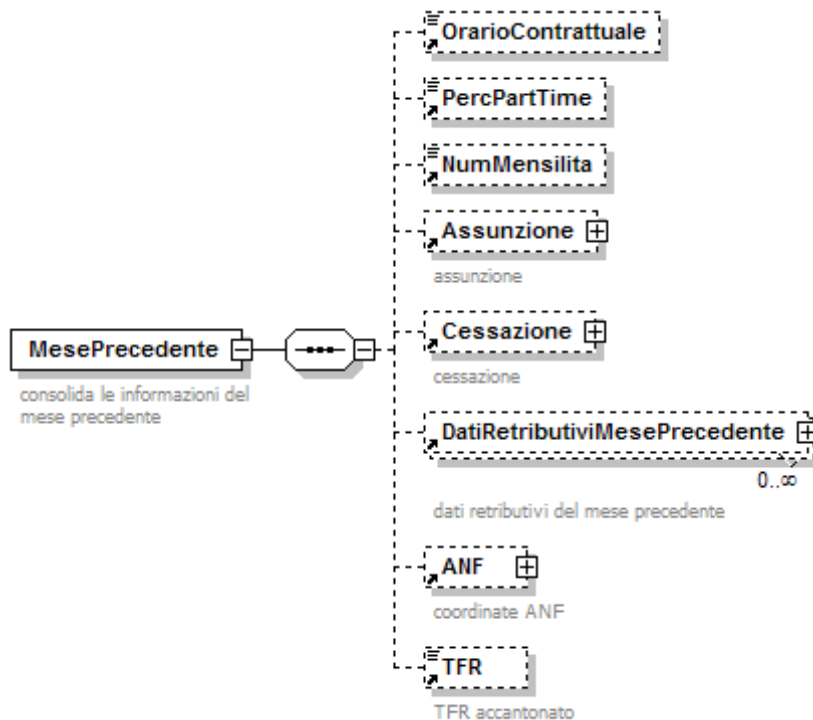 OrarioContrattuale
PercPartTime
NumMensilita
Assunzione
assunzione
MesePrecedente
consolida le informazioni del
mese precedente
Cessazione
cessazione
DatiRetributiviMesePrecedente
0..∞
dati retributivi del mese precedente
ANF
coordinate ANF
TFR
TFR accantonato